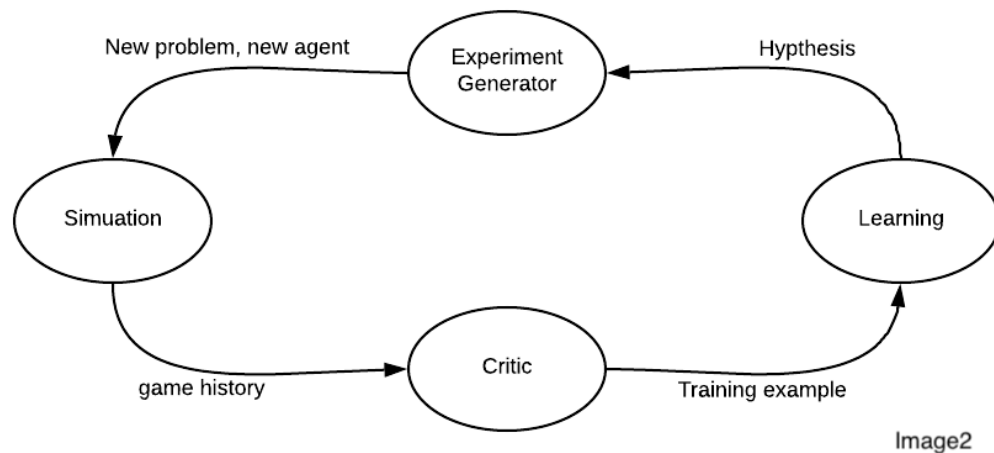 New problem, new agent
Experiment
Generator
Hypthesis
Simuation
Learning
game history
Critic
Training example
Image2